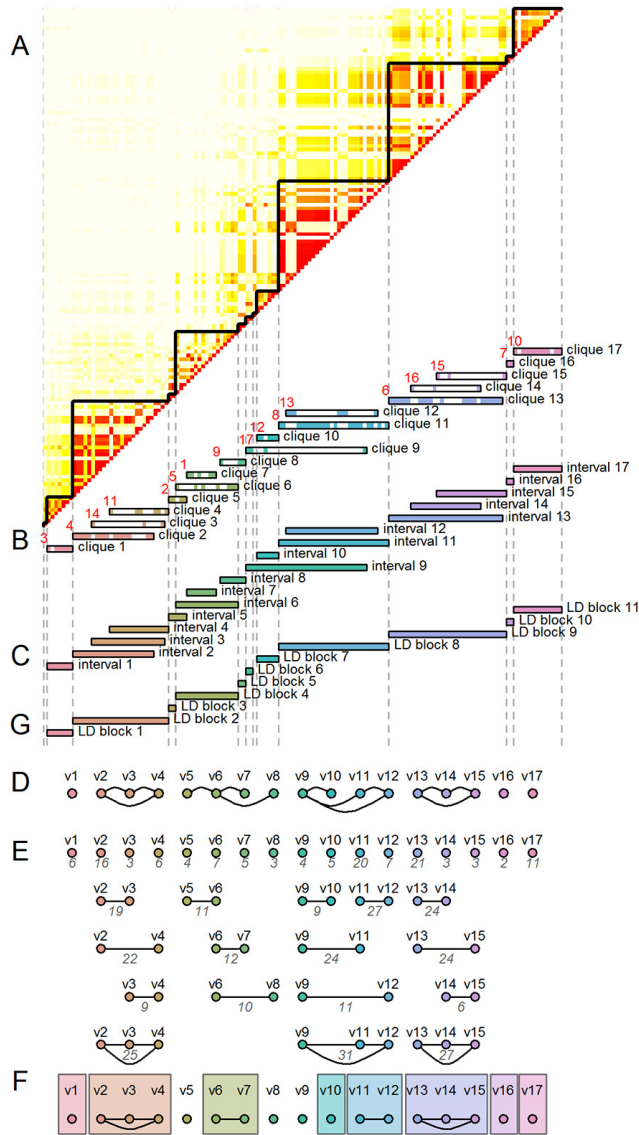 A
10
7
clique 17
clique 16
15
clique 15
16
clique 14
6
clique 13
13
clique 12
8
clique 11
12
clique 10
17
clique 9
9
clique 8
1
clique 7
5
clique 6
2
clique 5
11
clique 4
14
clique 3
4
clique 2
3
clique 1
B
interval 17
interval 16
interval 15
interval 14
interval 13
interval 12
interval 11
interval 10
interval 9
interval 8
interval 7
interval 6
interval 5
interval 4
interval 3
interval 2
interval 1
C
LD block 11
LD block 10
LD block 9
LD block 8
LD block 7
LD block 6
LD block 5
LD block 4
LD block 3
LD block 2
LD block 1
G
D
v1 v2 v3 v4 v5 v6 v7 v8 v9 v10 v11 v12 v13 v14 v15 v16 v17
E
v1 v2 v3 v4 v5 v6 v7 v8 v9 v10 v11 v12 v13 v14 v15 v16 v17
6 16 3 6 4 7 5 3 4 5 20 7 21 3 3 2 11
v2 v3 v5 v6 v9 v10 v11 v12 v13 v14
19 11 9 27 24
v2 v4 v6 v7 v9 v11 v13 v15
22 12 24 24
v3 v4 v6 v8 v9 v12 v14 v15
9 10 11 6
v2 v3 v4 v9 v11 v12 v13 v14 v15
25 31 27
F
v1 v2 v3 v4 v5 v6 v7 v8 v9 v10 v11 v12 v13 v14 v15 v16 v17